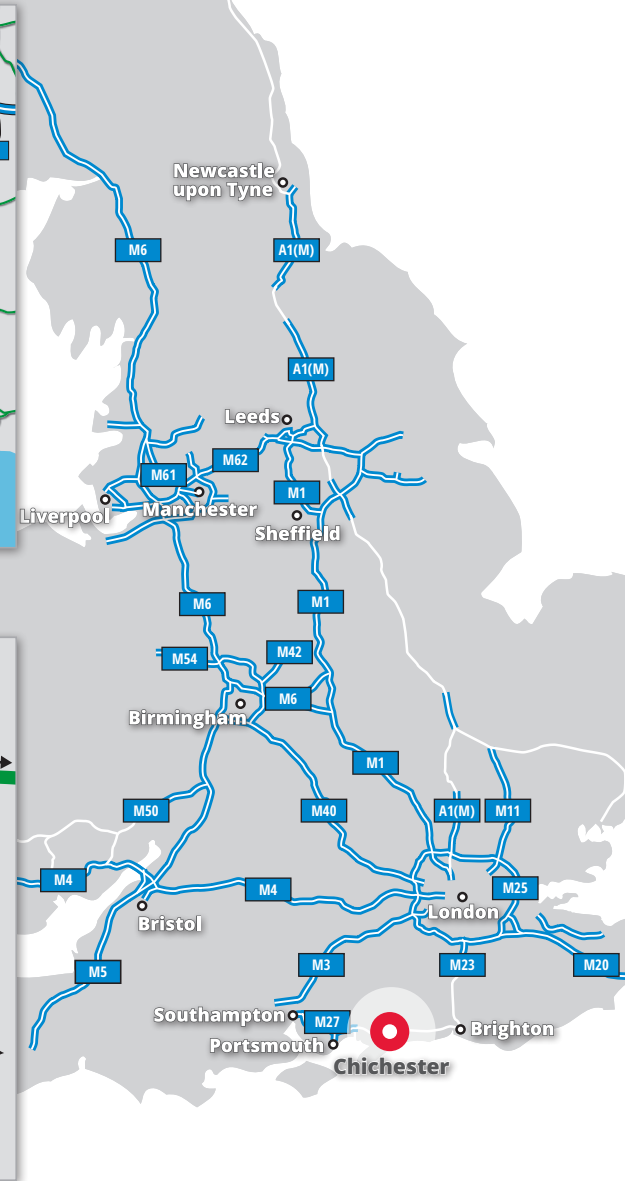 Newcastle
upon Tyne
M6
A1(M)
A1(M)
Leeds
M62
M61
M1
Liverpool
Manchester
Sheffield
M6
M1
M42
M54
M6
Birmingham
M1
M50
M40
A1(M)
M11
M4
M4
M25
London
Bristol
M5
M3
M23
M20
Southampton
M27
Brighton
Portsmouth
Chichester